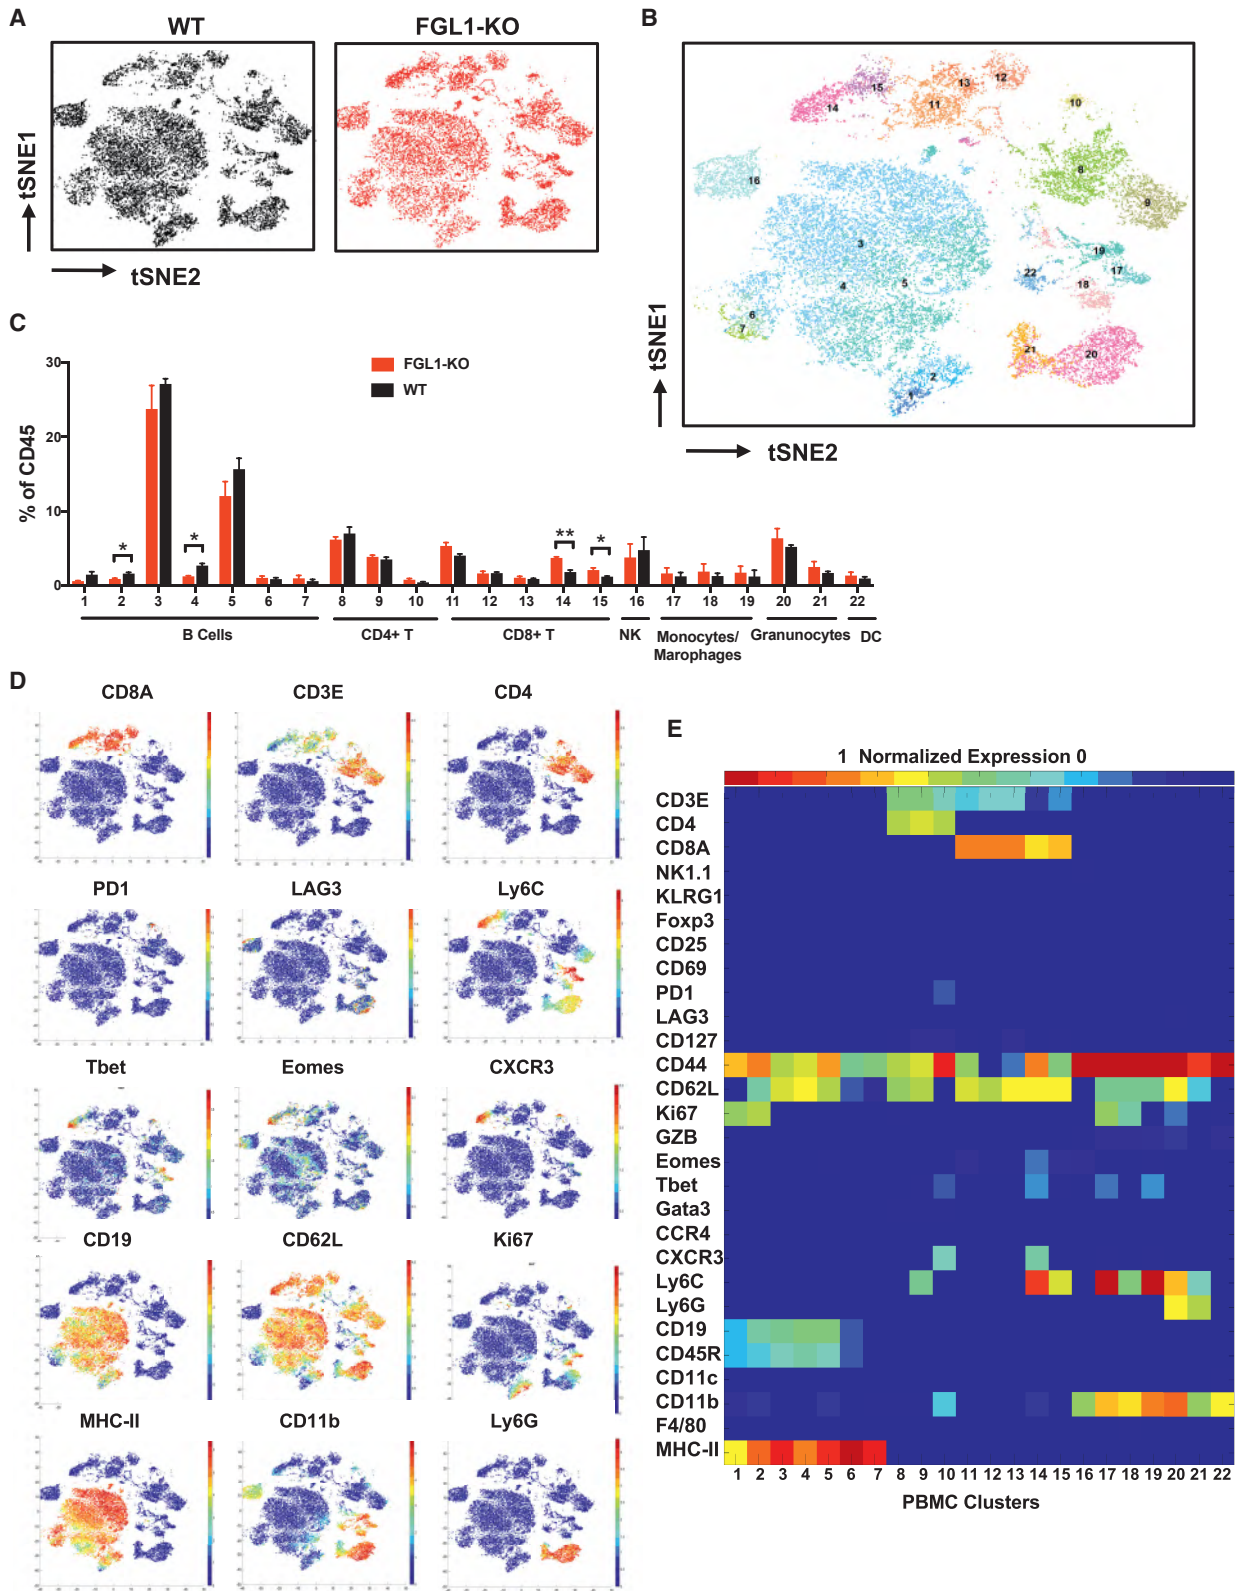 A
WT
FGL1-KO
tSNE1
tSNE2
B
15
14
13
12
11
10
8
9
16
3
4
5
6
7
19
17
22
18
21
20
2
1
tSNE1
tSNE2
C
FGL1-KO
WT
% of CD45
30
20
10
0
* * ** *
1 2 3 4 5 6 7 8 9 10 11 12 13 14 15 16 17 18 19 20 21 22
B Cells CD4+ T CD8+ T NK Monocytes/ Granunocytes DC
Marophages
D
CD8A CD3E CD4
PD1 LAG3 Ly6C
Tbet Eomes CXCR3
CD19 CD62L Ki67
MHC-II CD11b Ly6G
E
1 Normalized Expression 0
CD3E
CD4
CD8A
NK1.1
KLRG1
Foxp3
CD25
CD69
PD1
LAG3
CD127
CD44
CD62L
Ki67
GZB
Eomes
Tbet
Gata3
CCR4
CXCR3
Ly6C
Ly6G
CD19
CD45R
CD11c
CD11b
F4/80
MHC-II
1 2 3 4 5 6 7 8 9 10 11 12 13 14 15 16 17 18 19 20 21 22
PBMC Clusters